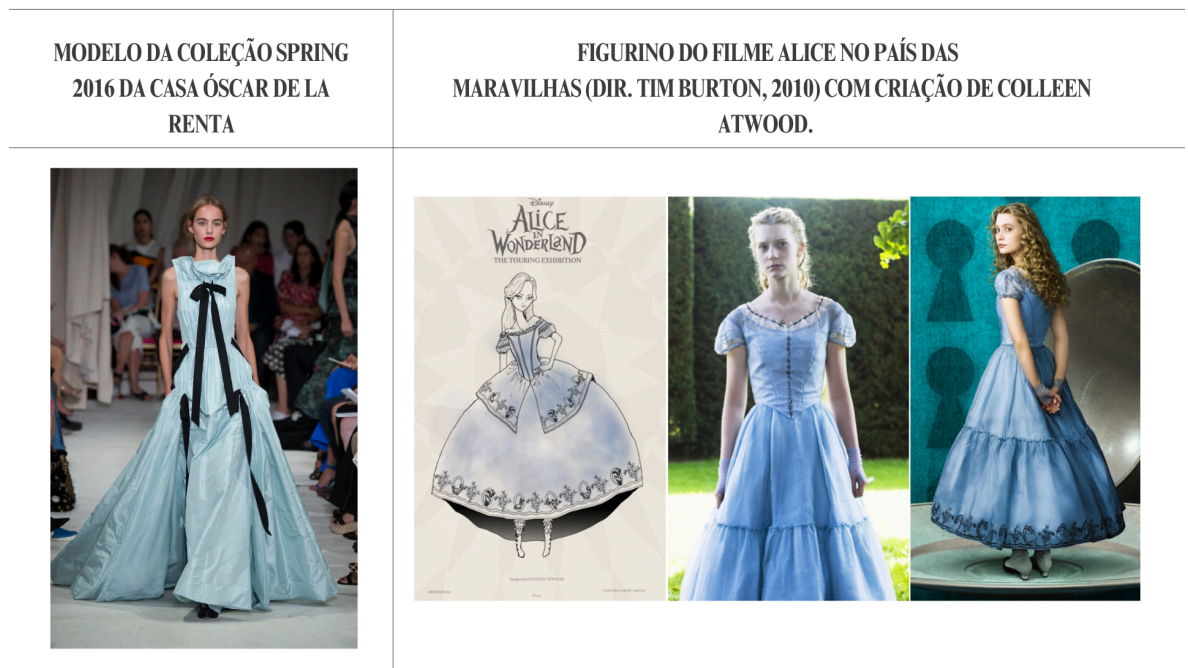 MODELO DA COLEÇÃO SPRING
2016 DA CASA ÓSCAR DE LA
RENTA
FIGURINO DO FILME ALICE NO PAÍS DAS
MARAVILHAS (DIR. TIM BURTON, 2010) COM CRIAÇÃO DE COLLEEN
ATWOOD.
Disney
ALICE
IN
WONDERLAND
THE TOURING EXHIBITION
Designed by COLLEEN ATWOOD